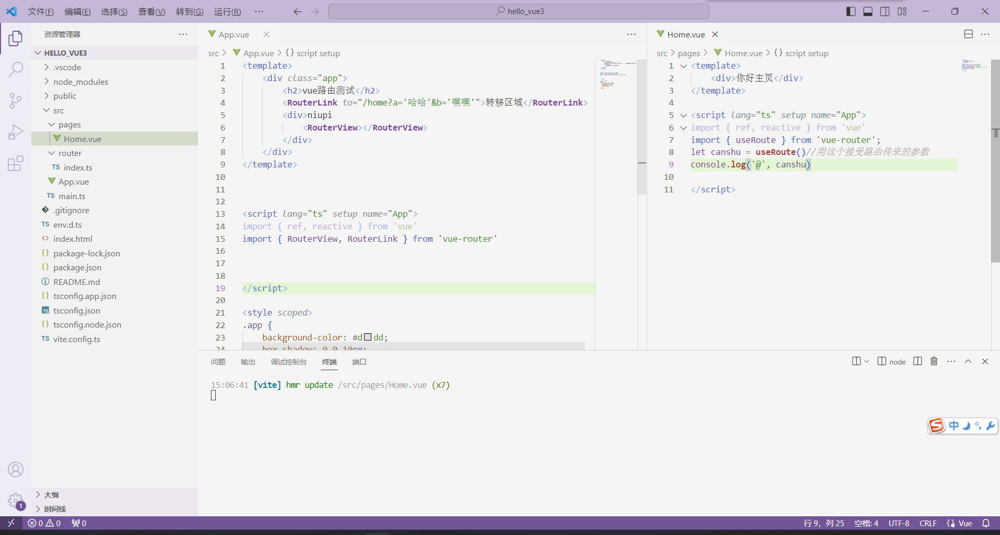 文件(F) 编辑(E) 选择(S) 查看(V) 转到(G) 运行(R) ··· hello_vue3
资源管理器 ···
HELLO_VUE3
.vscode
node_modules
public
src
pages
Home.vue
router
TS index.ts
App.vue
TS main.ts
.gitignore
TS env.d.ts
<> index.html
{} package-lock.json
{} package.json
README.md
{} tsconfig.app.json
TS tsconfig.json
{} tsconfig.node.json
TS vite.config.ts
大纲
时间线
1
App.vue
src > App.vue > {} script setup
1 <template>
2 <div class="app">
3 <h2>vue路由测试</h2>
4 <RouterLink to="/home?a='哈哈'&b='嘿嘿'">转移区域</RouterLink>
5 <div>niupi
6 <RouterView></RouterView>
7 </div>
8 </div>
9 </template>
10
11
12
13 <script lang="ts" setup name="App">
14 import { ref, reactive } from 'vue'
15 import { RouterView, RouterLink } from 'vue-router'
16
17
18
19 </script>
20
21 <style scoped>
22 .app {
23 background-color: #ddd;
24 box-shadow: 0 0 10px;
Home.vue
src > pages > Home.vue > {} script setup
1 <template>
2 <div>你好主页</div>
3 </template>
4
5 <script lang="ts" setup name="App">
6 import { ref, reactive } from 'vue'
7 import { useRoute } from 'vue-router';
8 let canshu = useRoute()//用这个接受路由传来的参数
9 console.log('@', canshu)
10
11 </script>
问题 输出 调试控制台 终端 端口 node
15:06:41 [vite] hmr update /src/pages/Home.vue (x7)
S 中
0 0 0 行 9，列 25 空格: 4 UTF-8 CRLF {} Vue